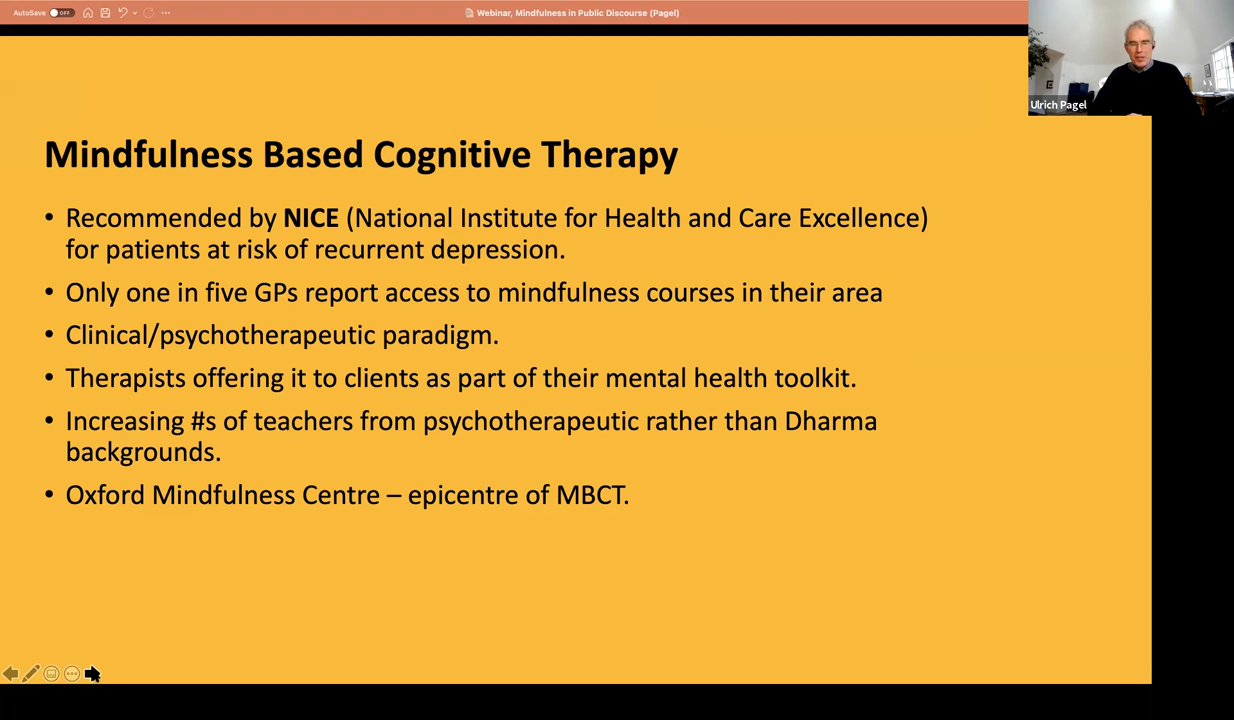 AutoSave OFF
Webinar, Mindfulness in Public Discourse (Pagel)
Ulrich Pagel
Mindfulness Based Cognitive Therapy
• Recommended by NICE (National Institute for Health and Care Excellence)
for patients at risk of recurrent depression.
• Only one in five GPs report access to mindfulness courses in their area
• Clinical/psychotherapeutic paradigm.
• Therapists offering it to clients as part of their mental health toolkit.
• Increasing #s of teachers from psychotherapeutic rather than Dharma
backgrounds.
• Oxford Mindfulness Centre – epicentre of MBCT.